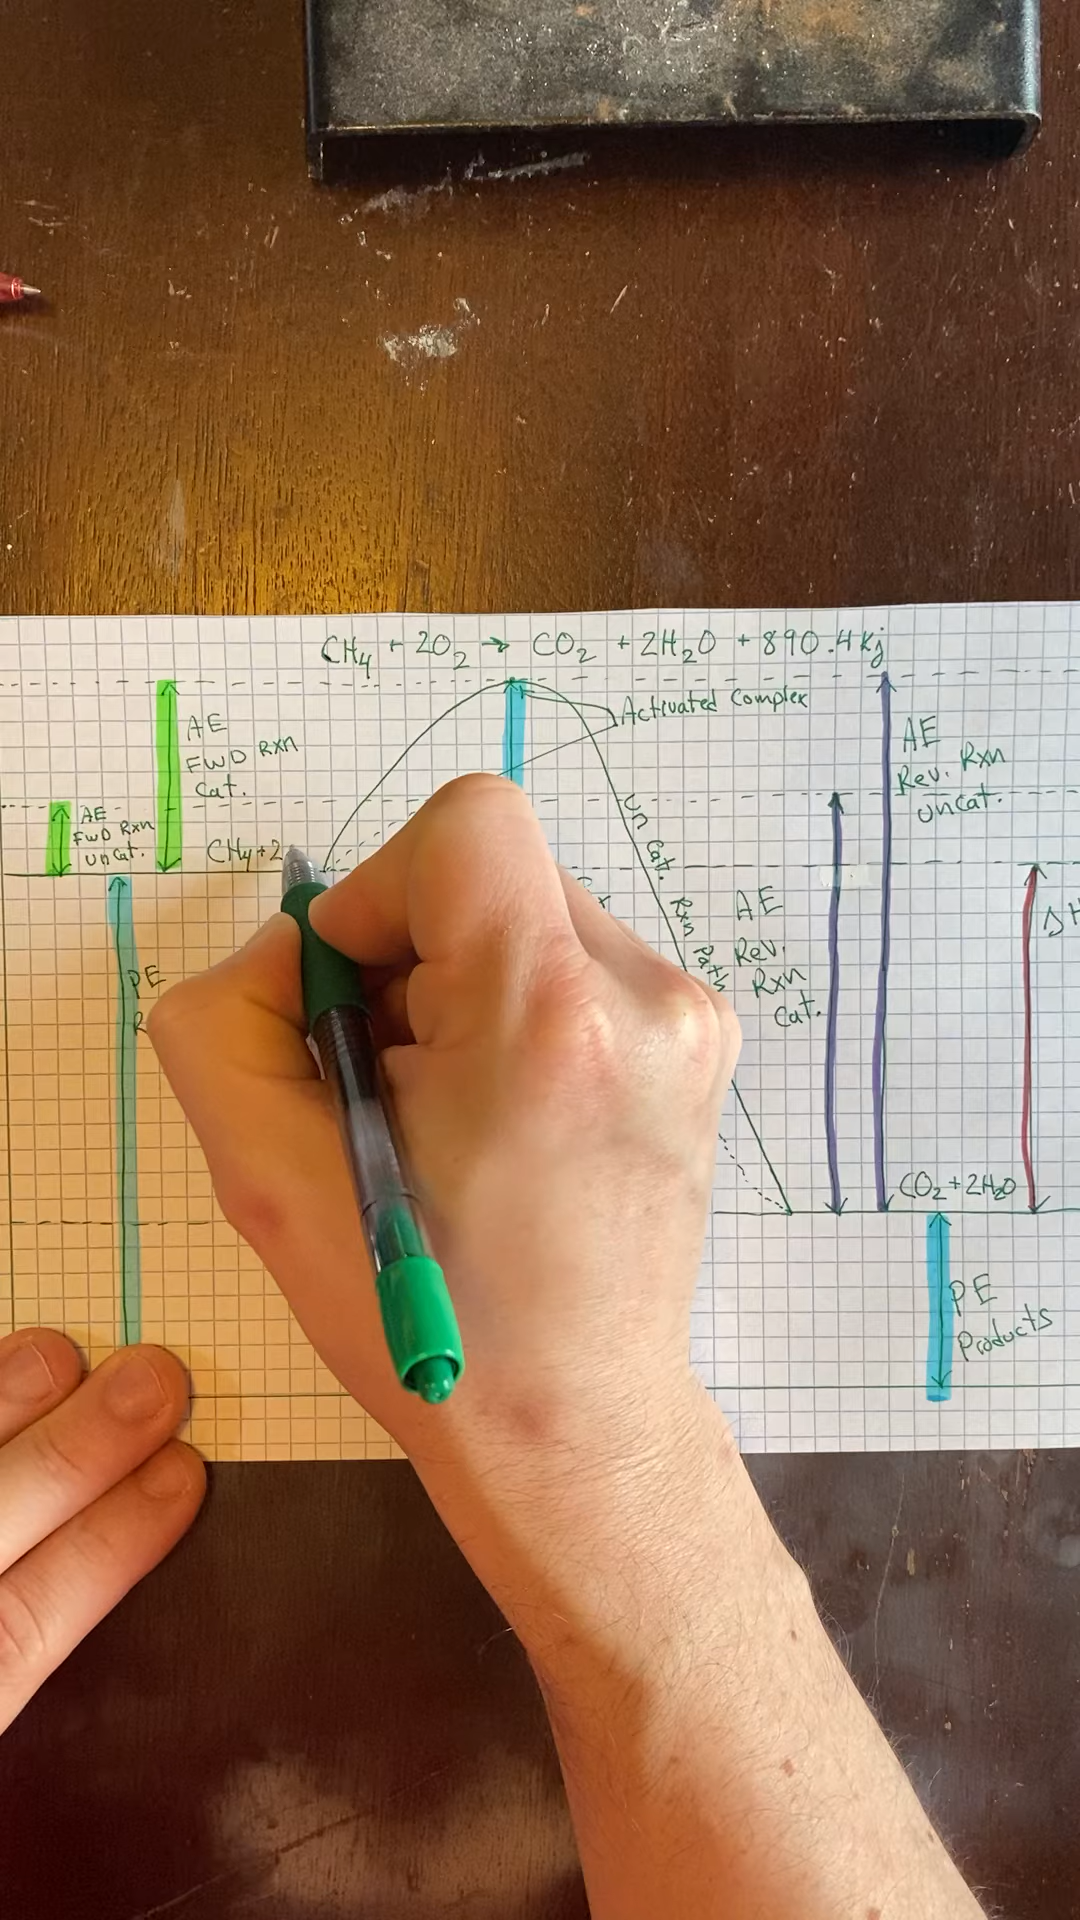 CH4 + 2O2 → CO2 + 2H2O + 890.4 Kj
Activated Complex
AE
FWD Rxn
Cat.
AE
FWD Rxn
Uncat.
CH4+2
PE
R
Un Cat. Rxn Path
AE
Rev.
Rxn
Cat.
AE
Rev. Rxn
Uncat.
ΔH
CO2+2H2O
PE
Products